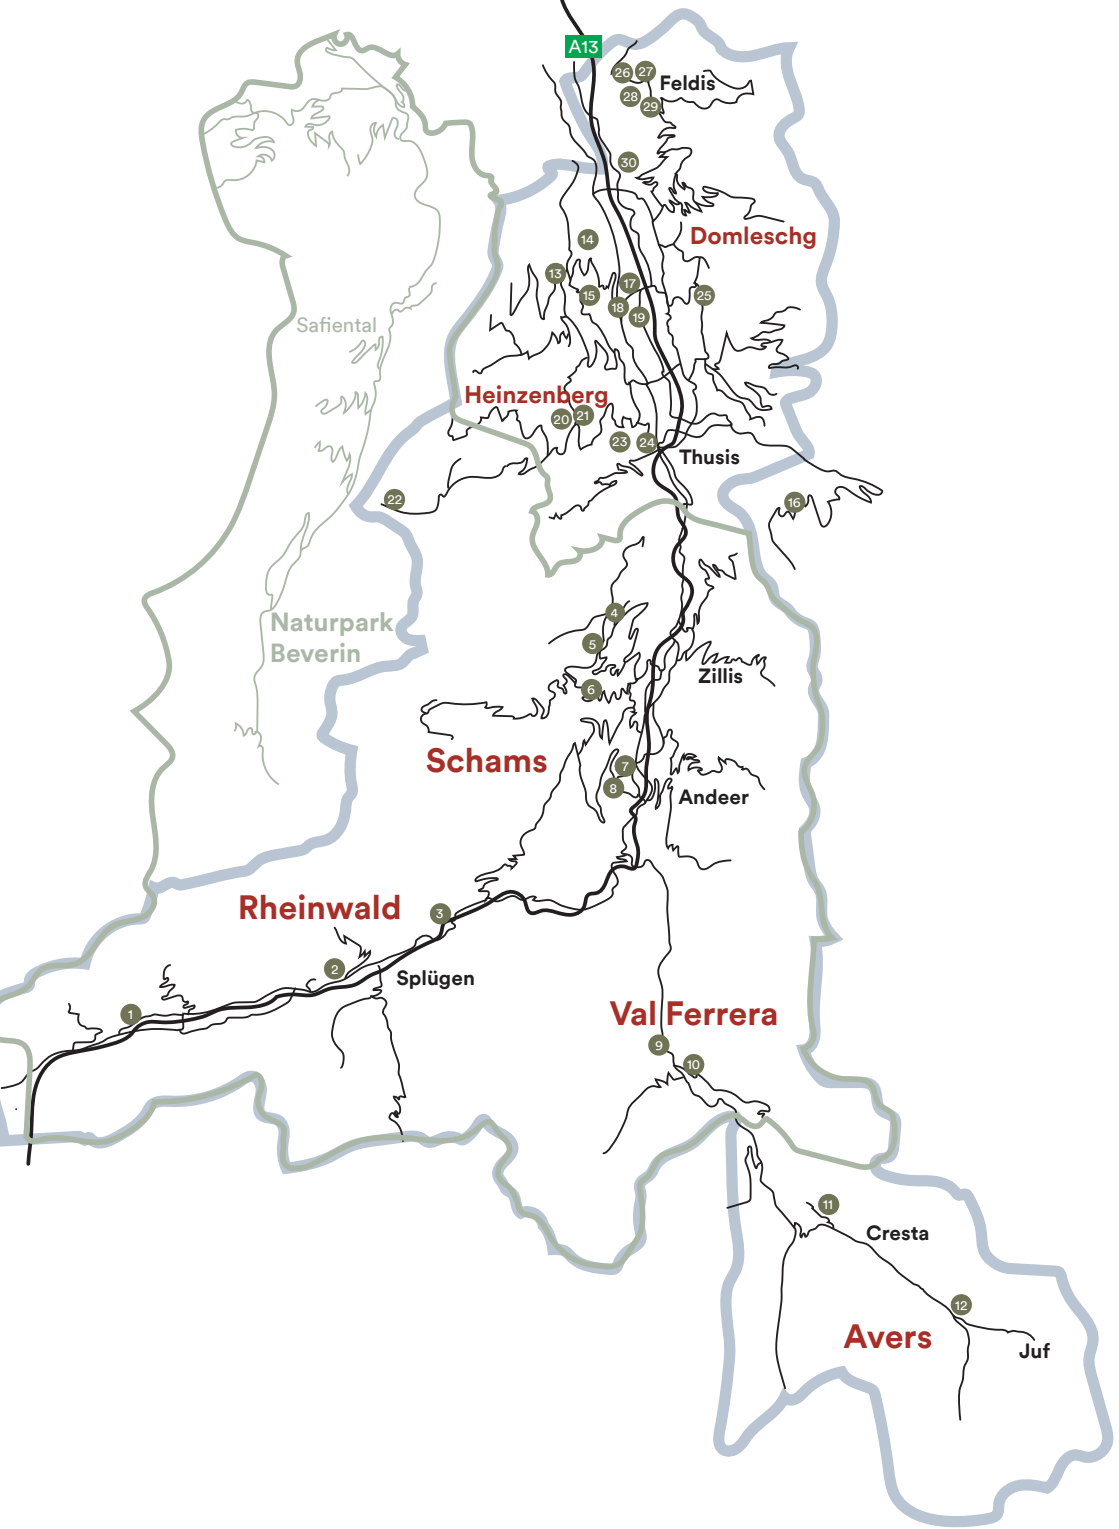 A13
26
27
Feldis
28
29
30
14
Domleschg
13
17
15
25
18
19
Safiental
Heinzenberg
20
21
23
24
Thusis
22
16
4
Naturpark
Beverin
5
Zillis
6
Schams
7
8
Andeer
Rheinwald
3
2
Splügen
1
Val Ferrera
9
10
11
Cresta
12
Avers
Juf